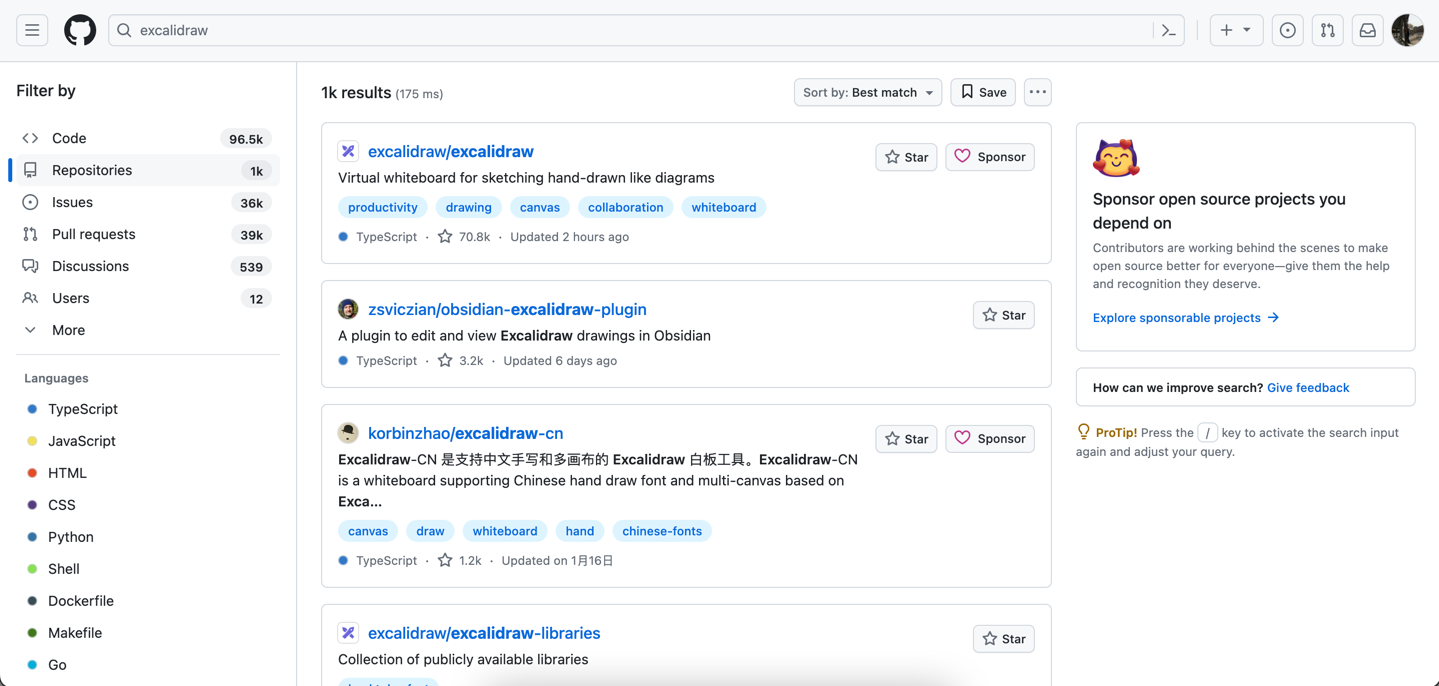 excalidraw
Filter by
Code 96.5k
Repositories 1k
Issues 36k
Pull requests 39k
Discussions 539
Users 12
More
Languages
TypeScript
JavaScript
HTML
CSS
Python
Shell
Dockerfile
Makefile
Go
1k results (175 ms)
Sort by: Best match
Save
excalidraw/excalidraw
Star
Sponsor
Virtual whiteboard for sketching hand-drawn like diagrams
productivity drawing canvas collaboration whiteboard
TypeScript · 70.8k · Updated 2 hours ago
zsviczian/obsidian-excalidraw-plugin
Star
A plugin to edit and view Excalidraw drawings in Obsidian
TypeScript · 3.2k · Updated 6 days ago
korbinzhao/excalidraw-cn
Star
Sponsor
Excalidraw-CN 是支持中文手写和多画布的 Excalidraw 白板工具。Excalidraw-CN
is a whiteboard supporting Chinese hand draw font and multi-canvas based on
Exca...
canvas draw whiteboard hand chinese-fonts
TypeScript · 1.2k · Updated on 1月16日
excalidraw/excalidraw-libraries
Star
Collection of publicly available libraries
Sponsor open source projects you
depend on
Contributors are working behind the scenes to make
open source better for everyone—give them the help
and recognition they deserve.
Explore sponsorable projects →
How can we improve search? Give feedback
ProTip! Press the / key to activate the search input
again and adjust your query.